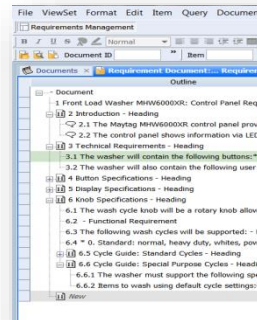 File ViewSet Format Edit Item Query Documen
Requirements Management
B I U S Normal
Document ID » Item
Documents × Requirement Document:... Requirem
Outline
- Document
1 Front Load Washer MHW6000XR: Control Panel Req
2 Introduction - Heading
2.1 The Maytag MHW6000XR control panel prov
2.2 The control panel shows information via LED
3 Technical Requirements - Heading
3.1 The washer will contain the following buttons:*
3.2 The washer will also contain the following user
4 Button Specifications - Heading
5 Display Specifications - Heading
6 Knob Specifications - Heading
6.1 The wash cycle knob will be a rotary knob allow
6.2 - Functional Requirement
6.3 The following wash cycles will be supported: -
6.4 * 0. Standard: normal, heavy duty, whites, pow
6.5 Cycle Guide: Standard Cycles - Heading
6.6 Cycle Guide: Special Purpose Cycles - Headi
6.6.1 The washer must support the following spe
6.6.2 Items to wash using default cycle settings:
New